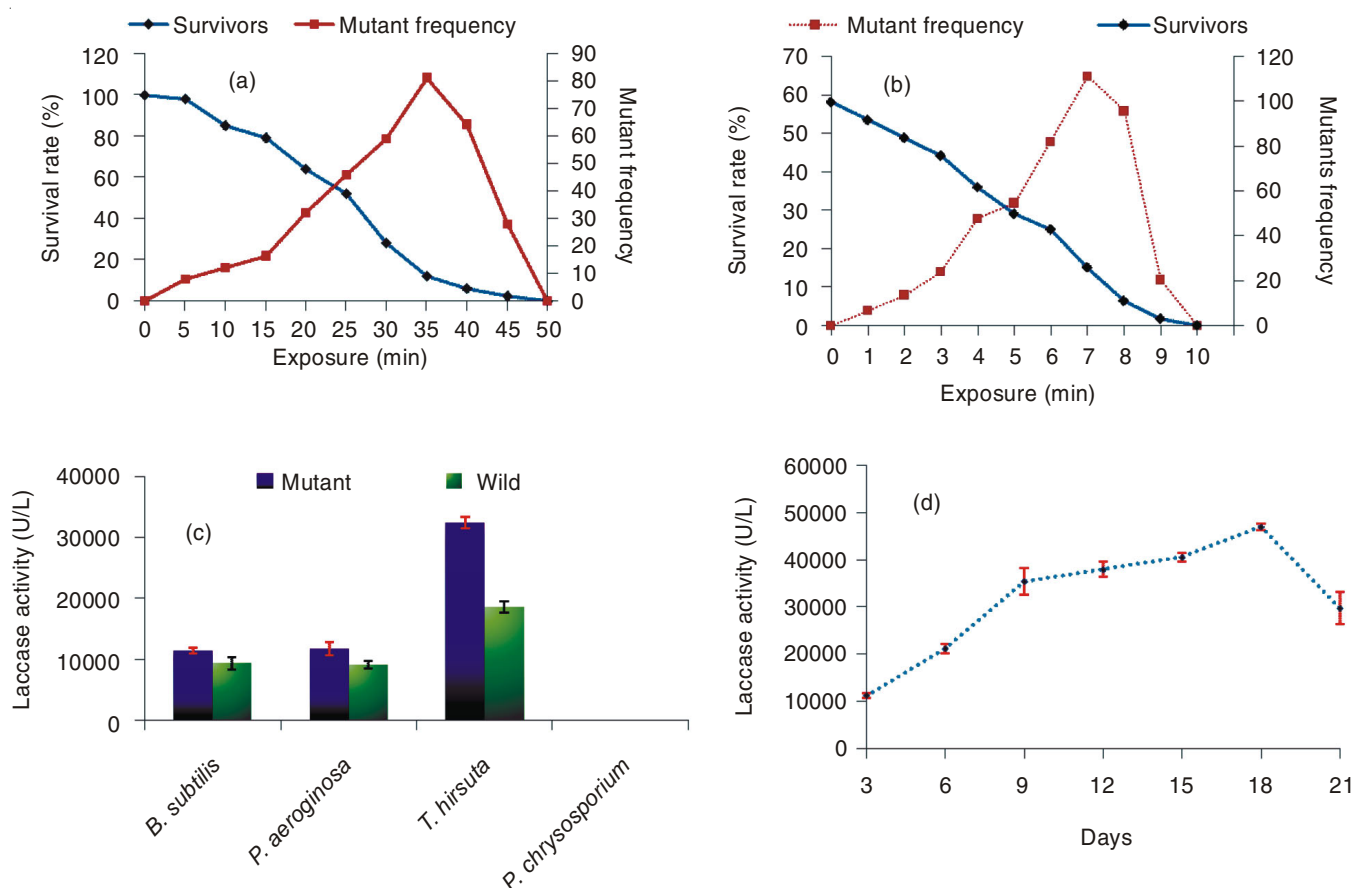 Survivors Mutant frequency
(a)
Survival rate (%)
120
100
80
60
40
20
0
90
80
70
60
50
40
30
20
10
0
Mutant frequency
0 5 10 15 20 25 30 35 40 45 50
Exposure (min)
Mutant frequency Survivors
(b)
Survival rate (%)
70
60
50
40
30
20
10
0
120
100
80
60
40
20
0
Mutants frequency
0 1 2 3 4 5 6 7 8 9 10
Exposure (min)
Mutant Wild
(c)
Laccase activity (U/L)
40000
30000
20000
10000
0
B. subtilis
P. aeroginosa
T. hirsuta
P. chrysosporium
(d)
Laccase activity (U/L)
60000
50000
40000
30000
20000
10000
0
3 6 9 12 15 18 21
Days